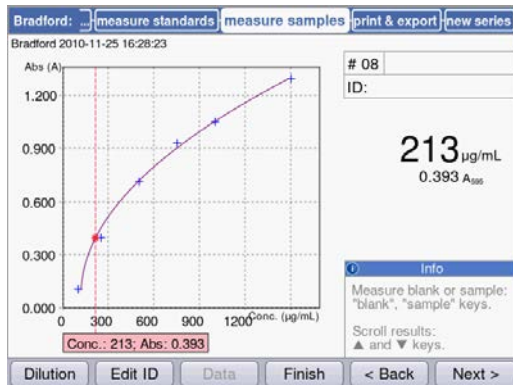 Bradford: ... measure standards measure samples print & export new series
Bradford 2010-11-25 16:28:23
Abs (A)
1.200
0.900
0.600
0.300
0.000
0 300 600 900 1200 Conc. (µg/mL)
Conc.: 213; Abs: 0.393
# 08
ID:
213 µg/mL
0.393 A595
Info
Measure blank or sample:
"blank", "sample" keys.
Scroll results:
▲ and ▼ keys.
Dilution Edit ID Data Finish < Back Next >